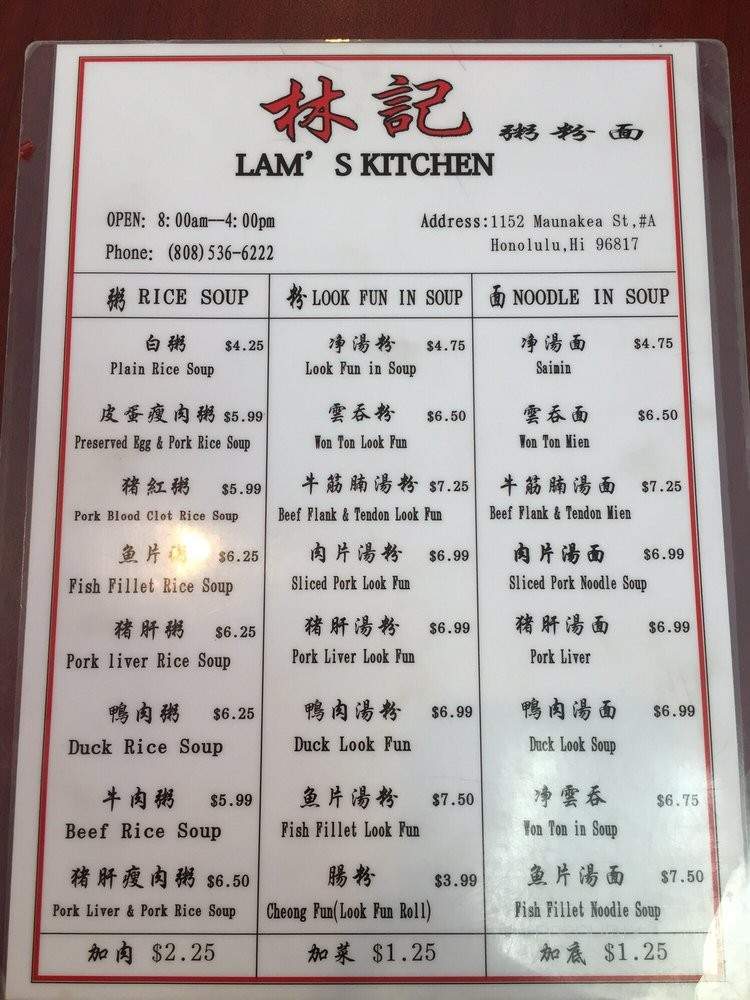 林記 粥粉面
LAM'S KITCHEN
OPEN: 8:00am--4:00pm
Phone: (808)536-6222
Address:1152 Maunakea St,#A
Honolulu,Hi 96817
粥 RICE SOUP
白粥 $4.25
Plain Rice Soup
皮蛋瘦肉粥 $5.99
Preserved Egg & Pork Rice Soup
猪紅粥 $5.99
Pork Blood Clot Rice Soup
鱼片粥 $6.25
Fish Fillet Rice Soup
猪肝粥 $6.25
Pork liver Rice Soup
鴨肉粥 $6.25
Duck Rice Soup
牛肉粥 $5.99
Beef Rice Soup
猪肝瘦肉粥 $6.50
Pork Liver & Pork Rice Soup
加肉 $2.25
粉 LOOK FUN IN SOUP
净湯粉 $4.75
Look Fun in Soup
雲吞粉 $6.50
Won Ton Look Fun
牛筋腩湯粉 $7.25
Beef Flank & Tendon Look Fun
肉片湯粉 $6.99
Sliced Pork Look Fun
猪肝湯粉 $6.99
Pork Liver Look Fun
鴨肉湯粉 $6.99
Duck Look Fun
鱼片湯粉 $7.50
Fish Fillet Look Fun
腸粉 $3.99
Cheong Fun(Look Fun Roll)
加菜 $1.25
面 NOODLE IN SOUP
净湯面 $4.75
Saimin
雲吞面 $6.50
Won Ton Mien
牛筋腩湯面 $7.25
Beef Flank & Tendon Mien
肉片湯面 $6.99
Sliced Pork Noodle Soup
猪肝湯面 $6.99
Pork Liver
鴨肉湯面 $6.99
Duck Look Soup
净雲吞 $6.75
Won Ton in Soup
鱼片湯面 $7.50
Fish Fillet Noodle Soup
加底 $1.25